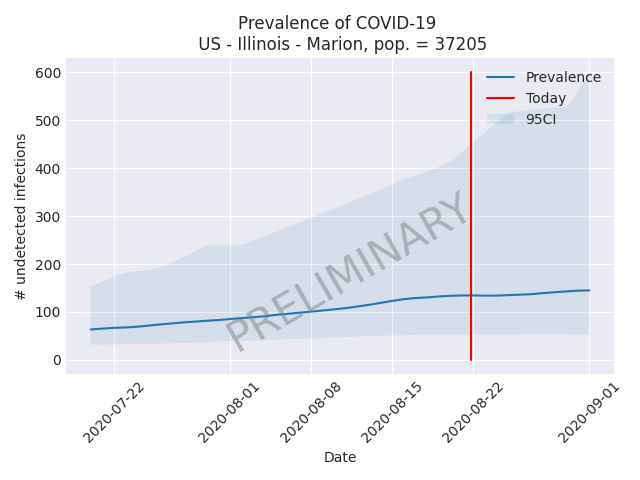 Prevalence of COVID-19
US - Illinois - Marion, pop. = 37205
# undetected infections
600
500
400
300
200
100
0
Prevalence
Today
95CI
PRELIMINARY
2020-07-22
2020-08-01
2020-08-08
2020-08-15
2020-08-22
2020-09-01
Date